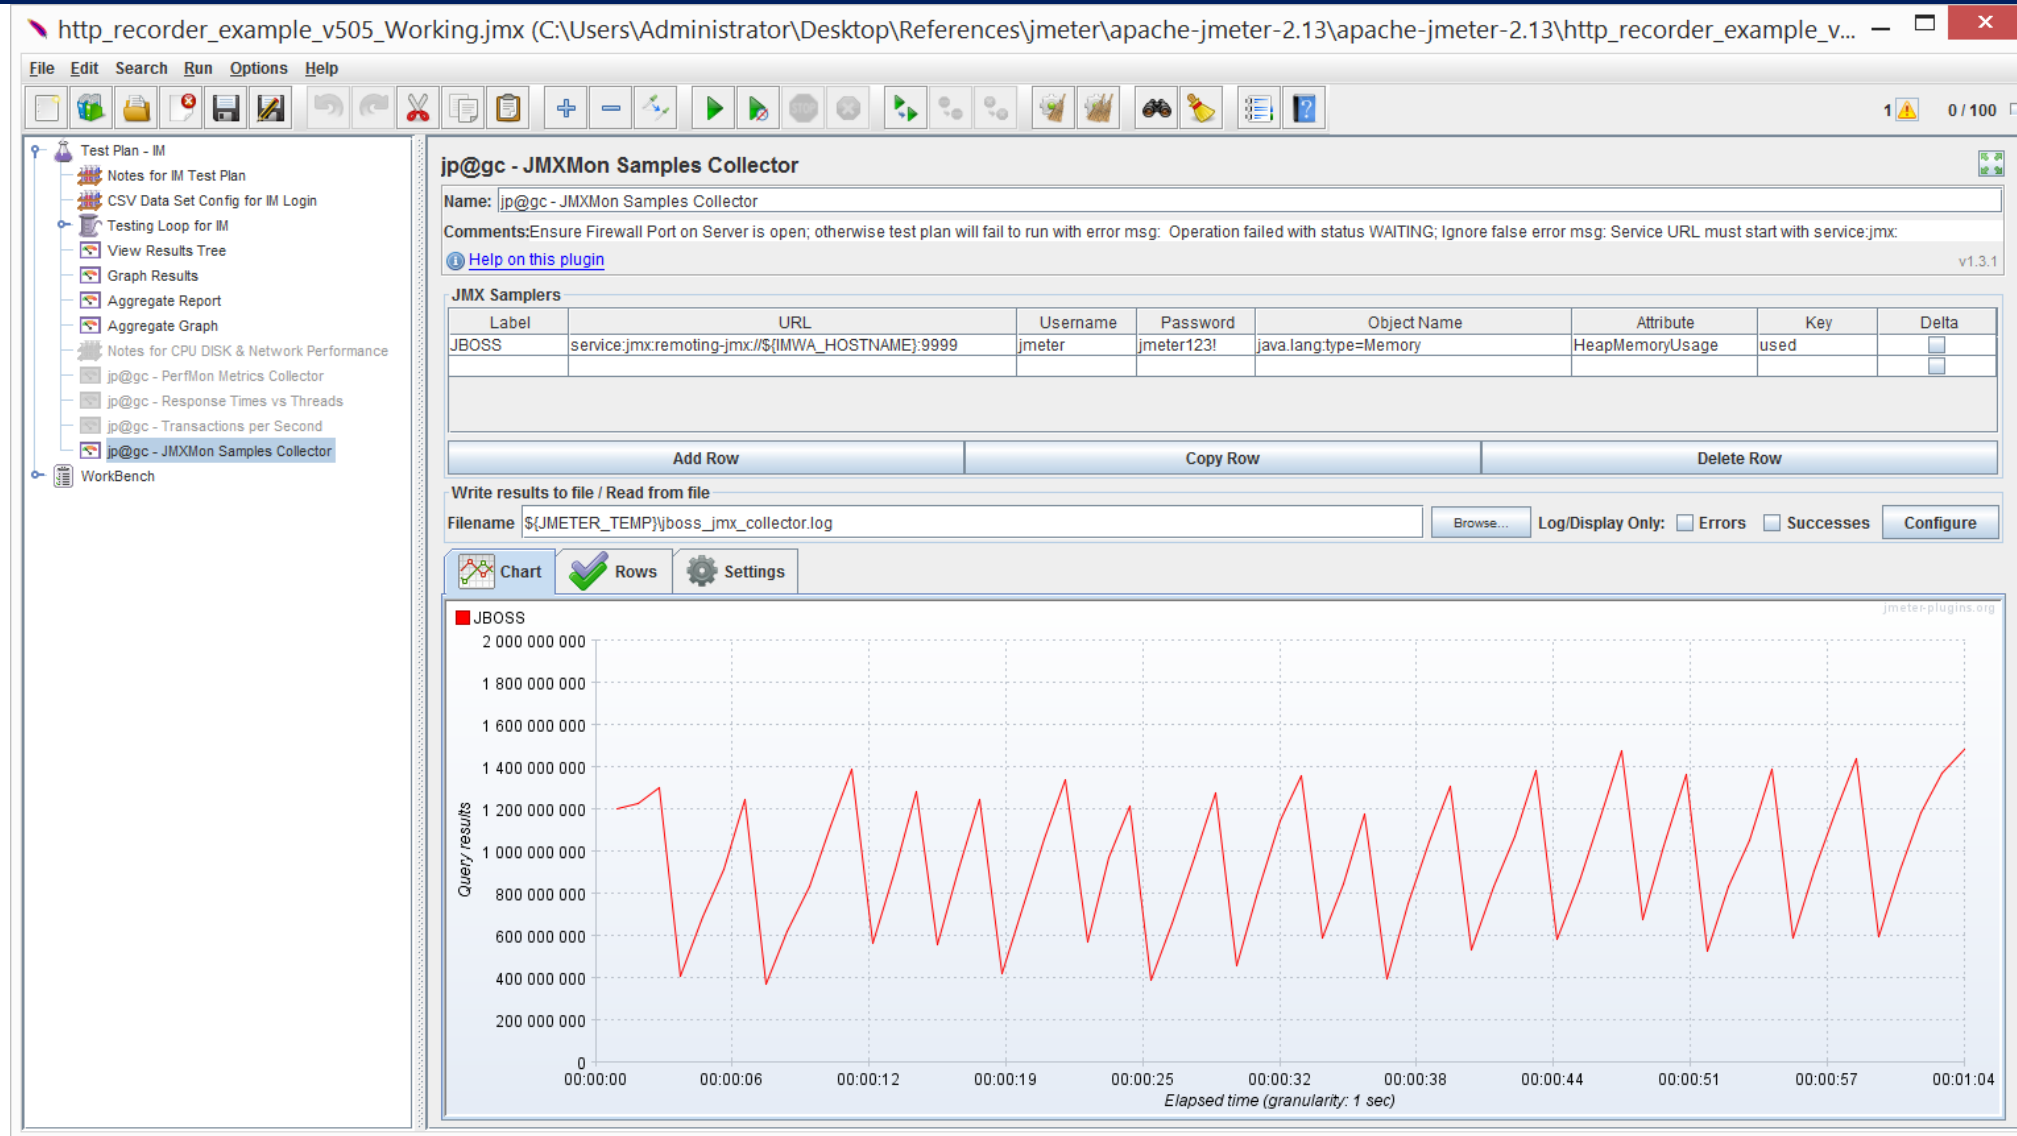 http_recorder_example_v505_Working.jmx (C:\Users\Administrator\Desktop\References\jmeter\apache-jmeter-2.13\apache-jmeter-2.13\http_recorder_example_v...
File Edit Search Run Options Help
STOP
1 0 / 100
Test Plan - IM
Notes for IM Test Plan
CSV Data Set Config for IM Login
Testing Loop for IM
View Results Tree
Graph Results
Aggregate Report
Aggregate Graph
Notes for CPU DISK & Network Performance
jp@gc - PerfMon Metrics Collector
jp@gc - Response Times vs Threads
jp@gc - Transactions per Second
jp@gc - JMXMon Samples Collector
WorkBench
jp@gc - JMXMon Samples Collector
Name: jp@gc - JMXMon Samples Collector
Comments:Ensure Firewall Port on Server is open; otherwise test plan will fail to run with error msg: Operation failed with status WAITING; Ignore false error msg: Service URL must start with service:jmx:
Help on this plugin v1.3.1
JMX Samplers
Label URL Username Password Object Name Attribute Key Delta
JBOSS service:jmx:remoting-jmx://${IMWA_HOSTNAME}:9999 jmeter jmeter123! java.lang:type=Memory HeapMemoryUsage used
Add Row Copy Row Delete Row
Write results to file / Read from file
Filename ${JMETER_TEMP}\jboss_jmx_collector.log Browse... Log/Display Only: Errors Successes Configure
Chart Rows Settings
JBOSS jmeter-plugins.org
2 000 000 000
1 800 000 000
1 600 000 000
1 400 000 000
1 200 000 000
1 000 000 000
800 000 000
600 000 000
400 000 000
200 000 000
0
Query results
00:00:00 00:00:06 00:00:12 00:00:19 00:00:25 00:00:32 00:00:38 00:00:44 00:00:51 00:00:57 00:01:04
Elapsed time (granularity: 1 sec)